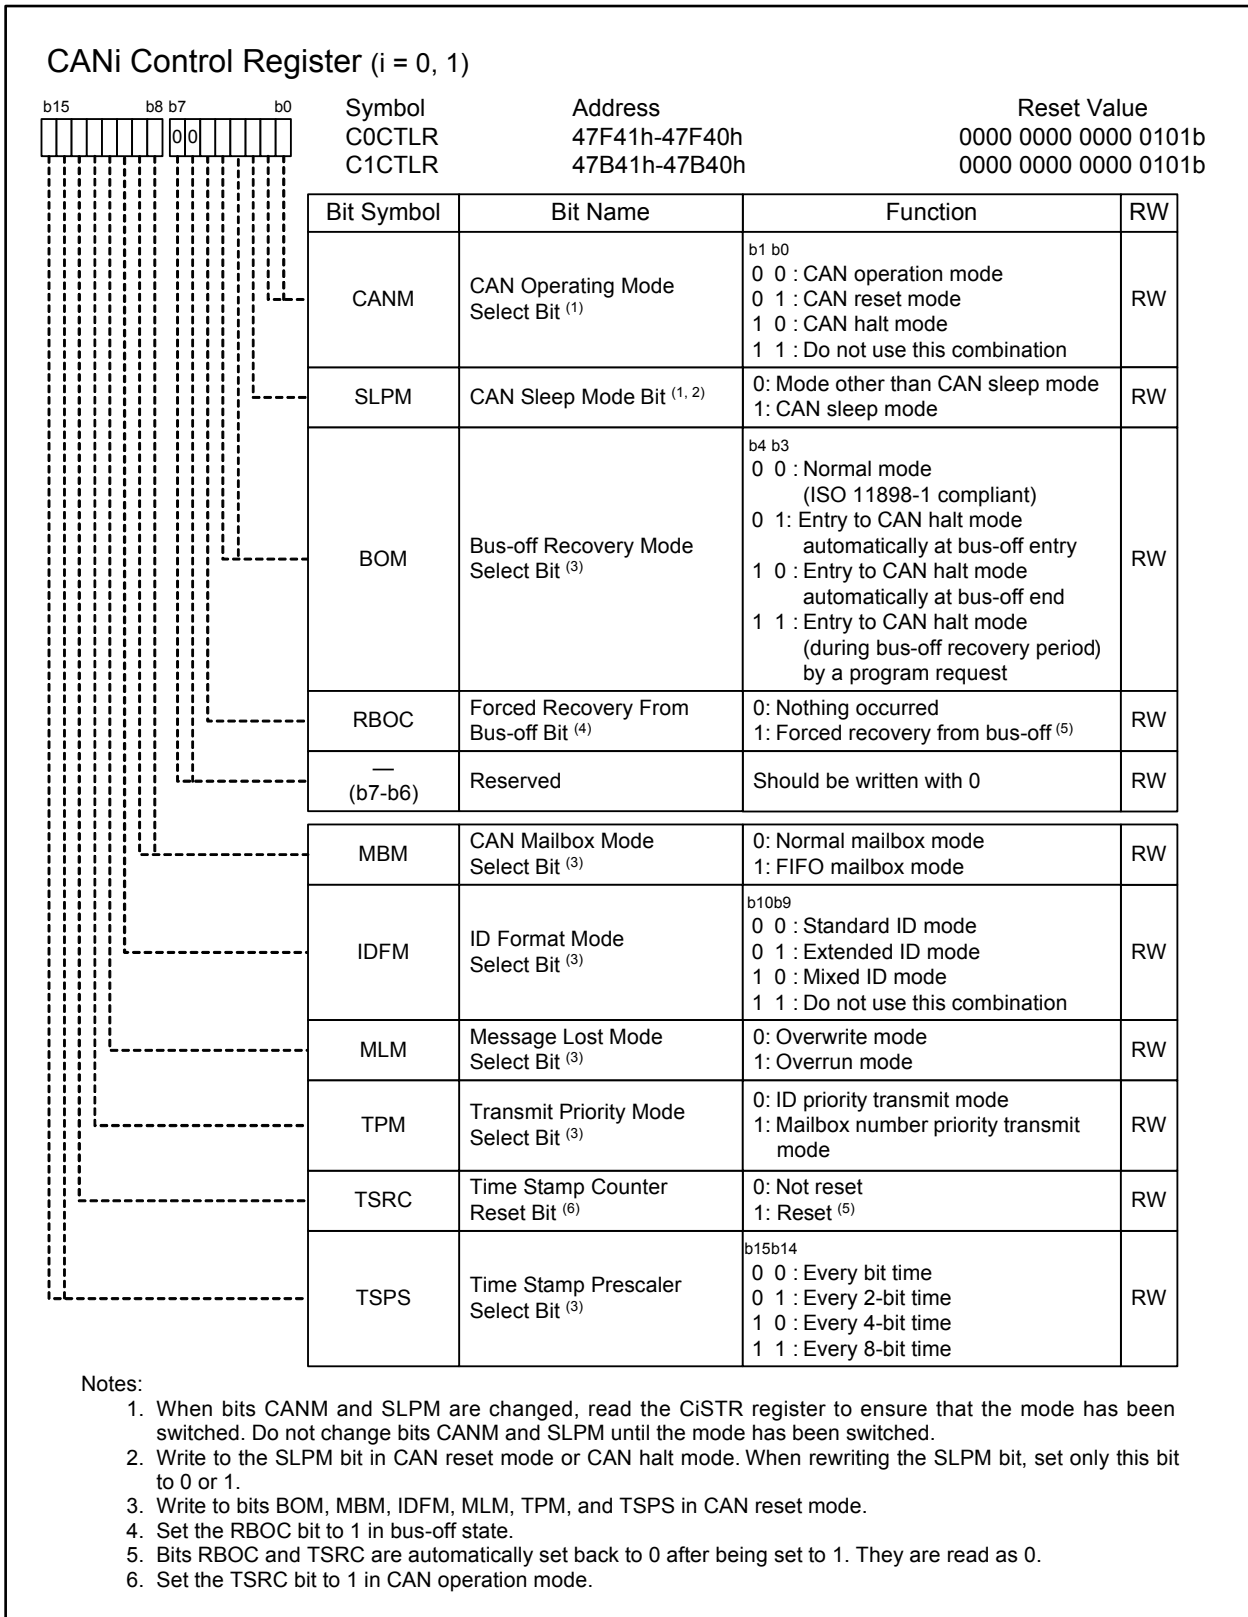 CANi Control Register (i = 0, 1)
b15 b8 b7 b0
0 0
Symbol Address Reset Value
C0CTLR 47F41h-47F40h 0000 0000 0000 0101b
C1CTLR 47B41h-47B40h 0000 0000 0000 0101b
Bit Symbol Bit Name Function RW
CANM
CAN Operating Mode
Select Bit (1)
b1 b0
0 0 : CAN operation mode
0 1 : CAN reset mode
1 0 : CAN halt mode
1 1 : Do not use this combination
RW
SLPM
CAN Sleep Mode Bit (1, 2)
0: Mode other than CAN sleep mode
1: CAN sleep mode
RW
BOM
Bus-off Recovery Mode
Select Bit (3)
b4 b3
0 0 : Normal mode
(ISO 11898-1 compliant)
0 1: Entry to CAN halt mode
automatically at bus-off entry
1 0 : Entry to CAN halt mode
automatically at bus-off end
1 1 : Entry to CAN halt mode
(during bus-off recovery period)
by a program request
RW
RBOC
Forced Recovery From
Bus-off Bit (4)
0: Nothing occurred
1: Forced recovery from bus-off (5)
RW
—
(b7-b6)
Reserved
Should be written with 0
RW
MBM
CAN Mailbox Mode
Select Bit (3)
0: Normal mailbox mode
1: FIFO mailbox mode
RW
IDFM
ID Format Mode
Select Bit (3)
b10b9
0 0 : Standard ID mode
0 1 : Extended ID mode
1 0 : Mixed ID mode
1 1 : Do not use this combination
RW
MLM
Message Lost Mode
Select Bit (3)
0: Overwrite mode
1: Overrun mode
RW
TPM
Transmit Priority Mode
Select Bit (3)
0: ID priority transmit mode
1: Mailbox number priority transmit
mode
RW
TSRC
Time Stamp Counter
Reset Bit (6)
0: Not reset
1: Reset (5)
RW
TSPS
Time Stamp Prescaler
Select Bit (3)
b15b14
0 0 : Every bit time
0 1 : Every 2-bit time
1 0 : Every 4-bit time
1 1 : Every 8-bit time
RW
Notes:
1. When bits CANM and SLPM are changed, read the CiSTR register to ensure that the mode has been
switched. Do not change bits CANM and SLPM until the mode has been switched.
2. Write to the SLPM bit in CAN reset mode or CAN halt mode. When rewriting the SLPM bit, set only this bit
to 0 or 1.
3. Write to bits BOM, MBM, IDFM, MLM, TPM, and TSPS in CAN reset mode.
4. Set the RBOC bit to 1 in bus-off state.
5. Bits RBOC and TSRC are automatically set back to 0 after being set to 1. They are read as 0.
6. Set the TSRC bit to 1 in CAN operation mode.